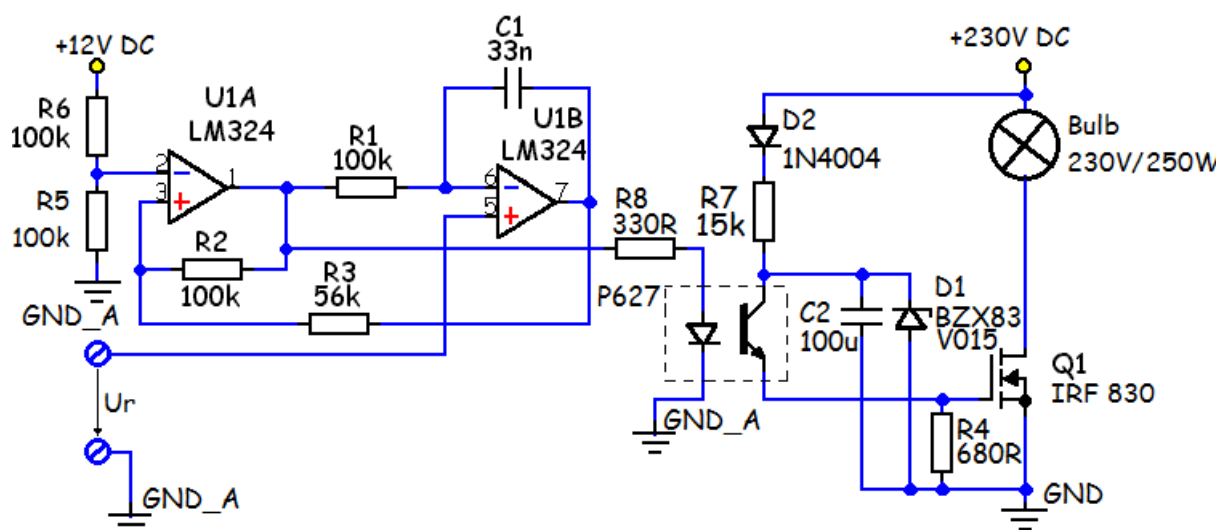 +12V DC
R6
100k
R5
100k
GND_A
U1A
LM324
2
3
1
R1
100k
R2
100k
R3
56k
C1
33n
U1B
LM324
6
5
7
R8
330R
P627
GND_A
Ur
GND_A
+230V DC
D2
1N4004
R7
15k
C2
100u
D1
BZX83
V015
Bulb
230V/250W
Q1
IRF 830
R4
680R
GND